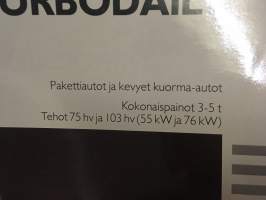 URBODAIL
Pakettiautot ja kevyet kuorma-autot
Kokonaispainot 3-5 t
Tehot 75 hv ja 103 hv (55 kW ja 76 kW)